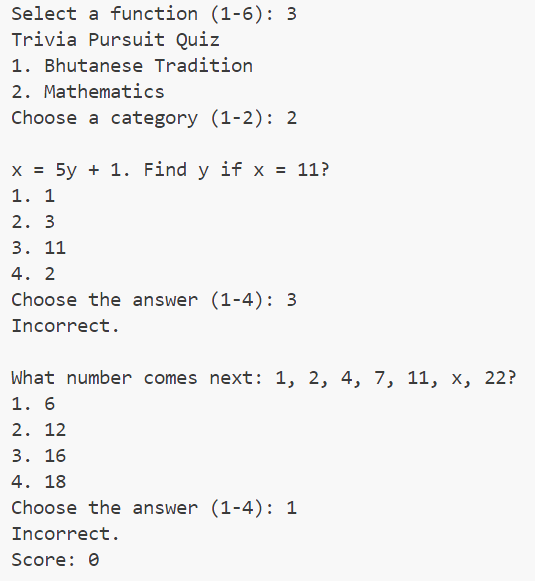 Select a function (1-6): 3
Trivia Pursuit Quiz
1. Bhutanese Tradition
2. Mathematics
Choose a category (1-2): 2
x = 5y + 1. Find y if x = 11?
1. 1
2. 3
3. 11
4. 2
Choose the answer (1-4): 3
Incorrect.
What number comes next: 1, 2, 4, 7, 11, x, 22?
1. 6
2. 12
3. 16
4. 18
Choose the answer (1-4): 1
Incorrect.
Score: 0